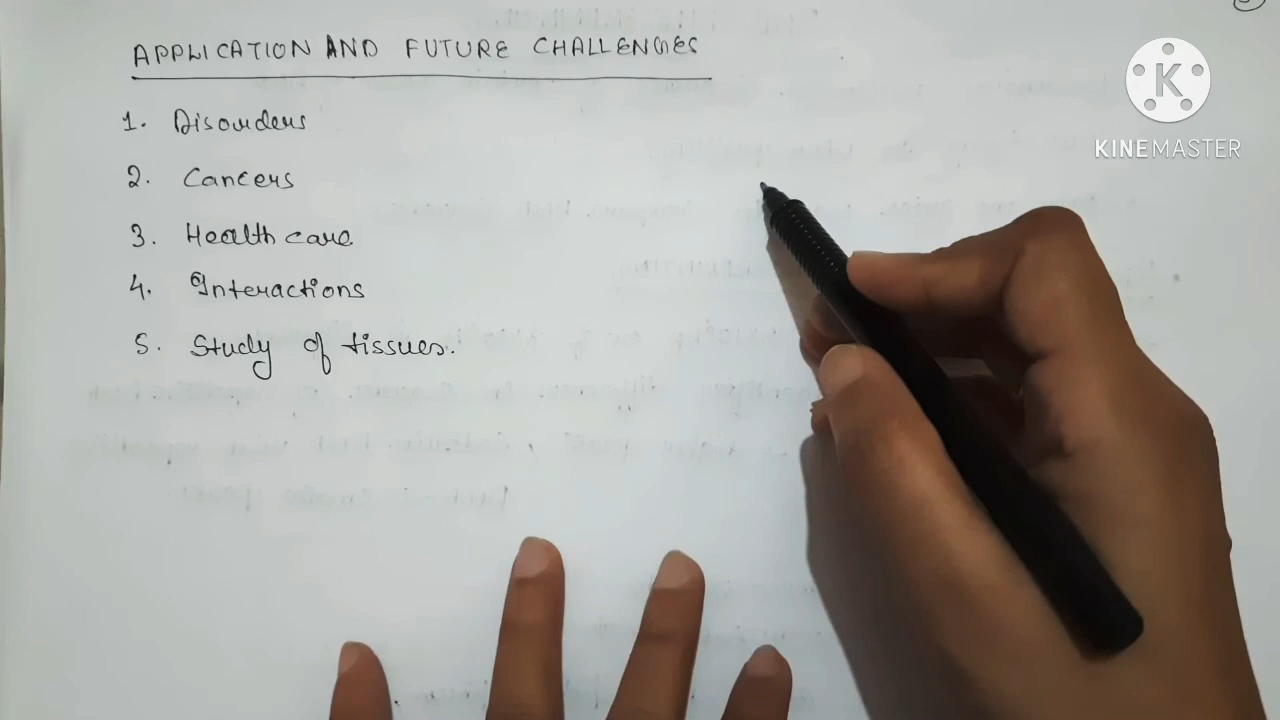 APPLICATION AND FUTURE CHALLENGES
1. Disorders
2. Cancers
3. Health care
4. Interactions
5. Study of tissues.
K
KINEMASTER